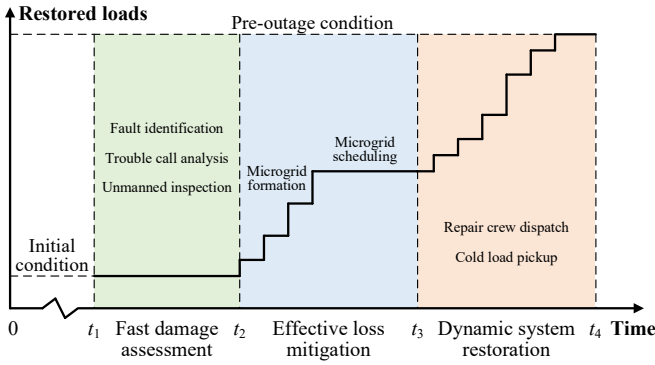 Restored loads
Pre-outage condition
Fault identification
Trouble call analysis
Unmanned inspection
Microgrid
formation
Microgrid
scheduling
Repair crew dispatch
Cold load pickup
Initial
condition
0
t1
Fast damage
assessment
t2
Effective loss
mitigation
t3
Dynamic system
restoration
t4
Time